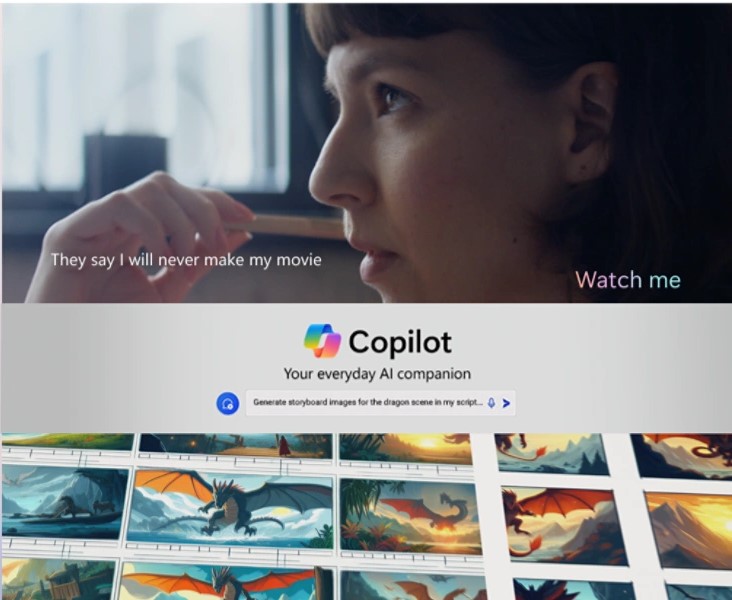 They say I will never make my movie
Watch me
Copilot
Your everyday AI companion
Generate storyboard images for the dragon scene in my script...